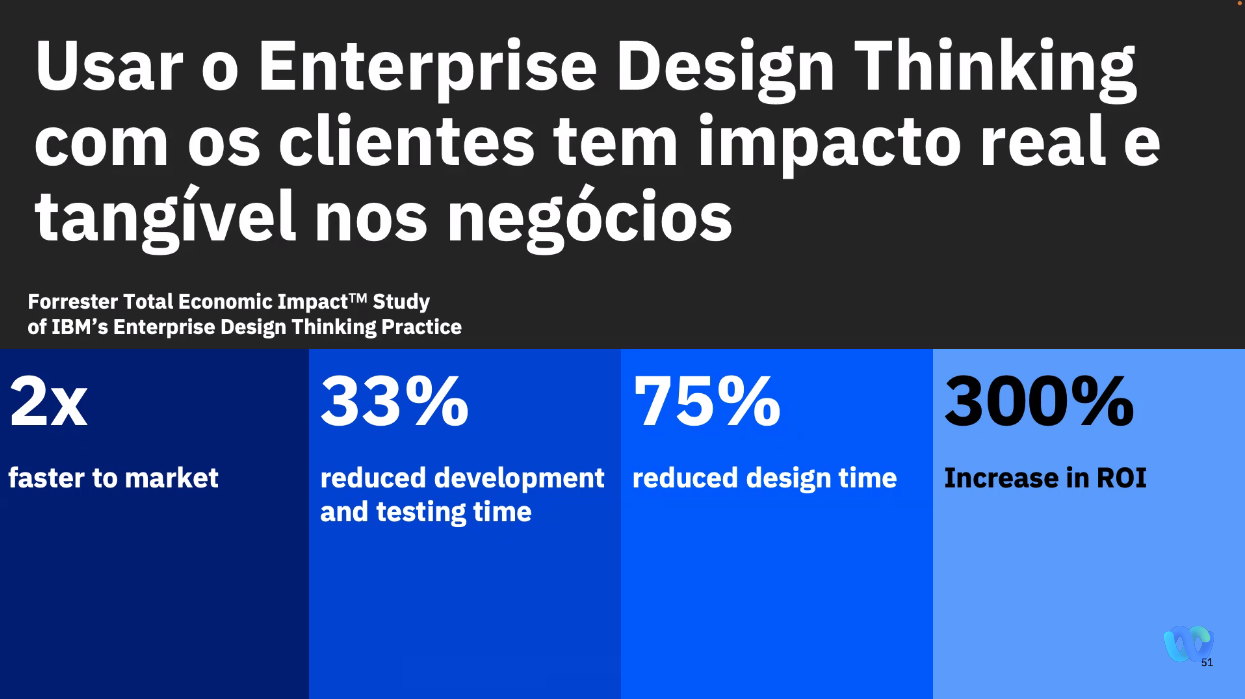 Usar o Enterprise Design Thinking
com os clientes tem impacto real e
tangível nos negócios
Forrester Total Economic Impact™ Study
of IBM’s Enterprise Design Thinking Practice
2x
faster to market
33%
reduced development
and testing time
75%
reduced design time
300%
Increase in ROI
51